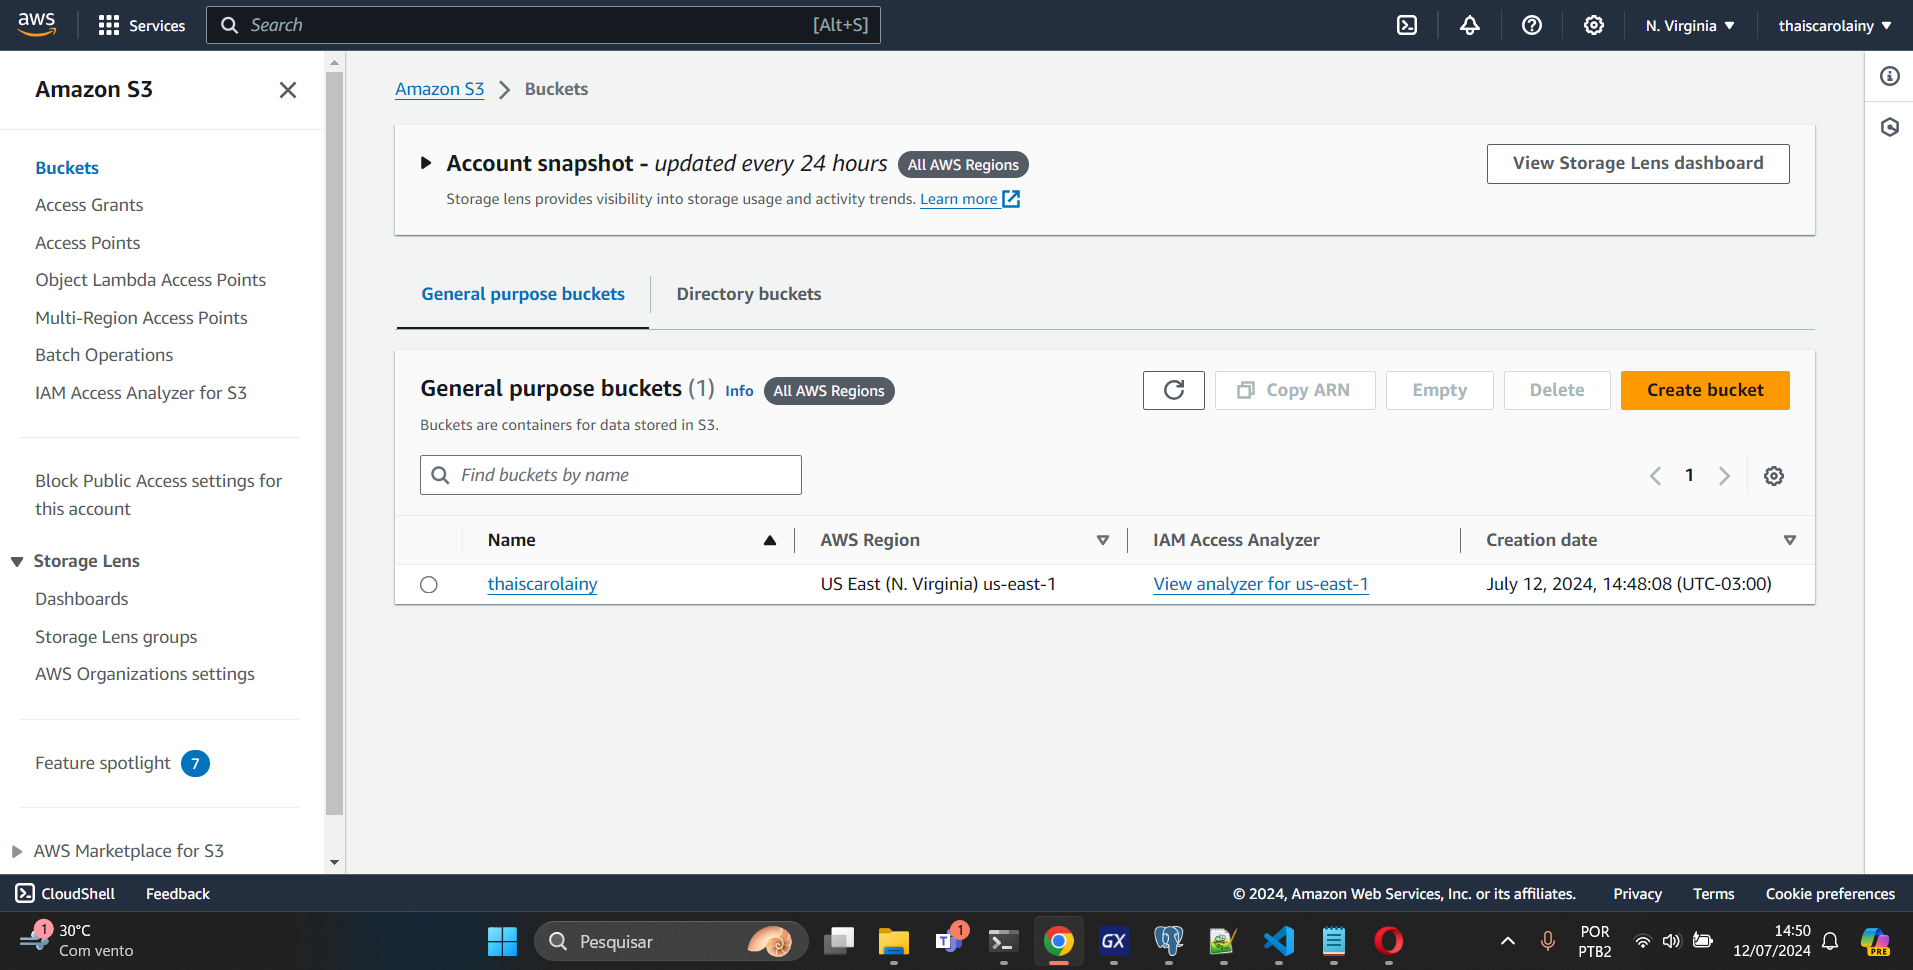 aws
Services
Search
[Alt+S]
N. Virginia
thaiscarolainy
Amazon S3
Buckets
Access Grants
Access Points
Object Lambda Access Points
Multi-Region Access Points
Batch Operations
IAM Access Analyzer for S3
Block Public Access settings for
this account
Storage Lens
Dashboards
Storage Lens groups
AWS Organizations settings
Feature spotlight 7
AWS Marketplace for S3
Amazon S3 > Buckets
Account snapshot - updated every 24 hours All AWS Regions
Storage lens provides visibility into storage usage and activity trends. Learn more
View Storage Lens dashboard
General purpose buckets
Directory buckets
General purpose buckets (1) Info All AWS Regions
Buckets are containers for data stored in S3.
Copy ARN
Empty
Delete
Create bucket
Find buckets by name
1
Name
AWS Region
IAM Access Analyzer
Creation date
thaiscarolainy
US East (N. Virginia) us-east-1
View analyzer for us-east-1
July 12, 2024, 14:48:08 (UTC-03:00)
CloudShell
Feedback
© 2024, Amazon Web Services, Inc. or its affiliates.
Privacy
Terms
Cookie preferences
1
30°C
Com vento
Pesquisar
T
1
GX
POR
PTB2
14:50
12/07/2024
PRE